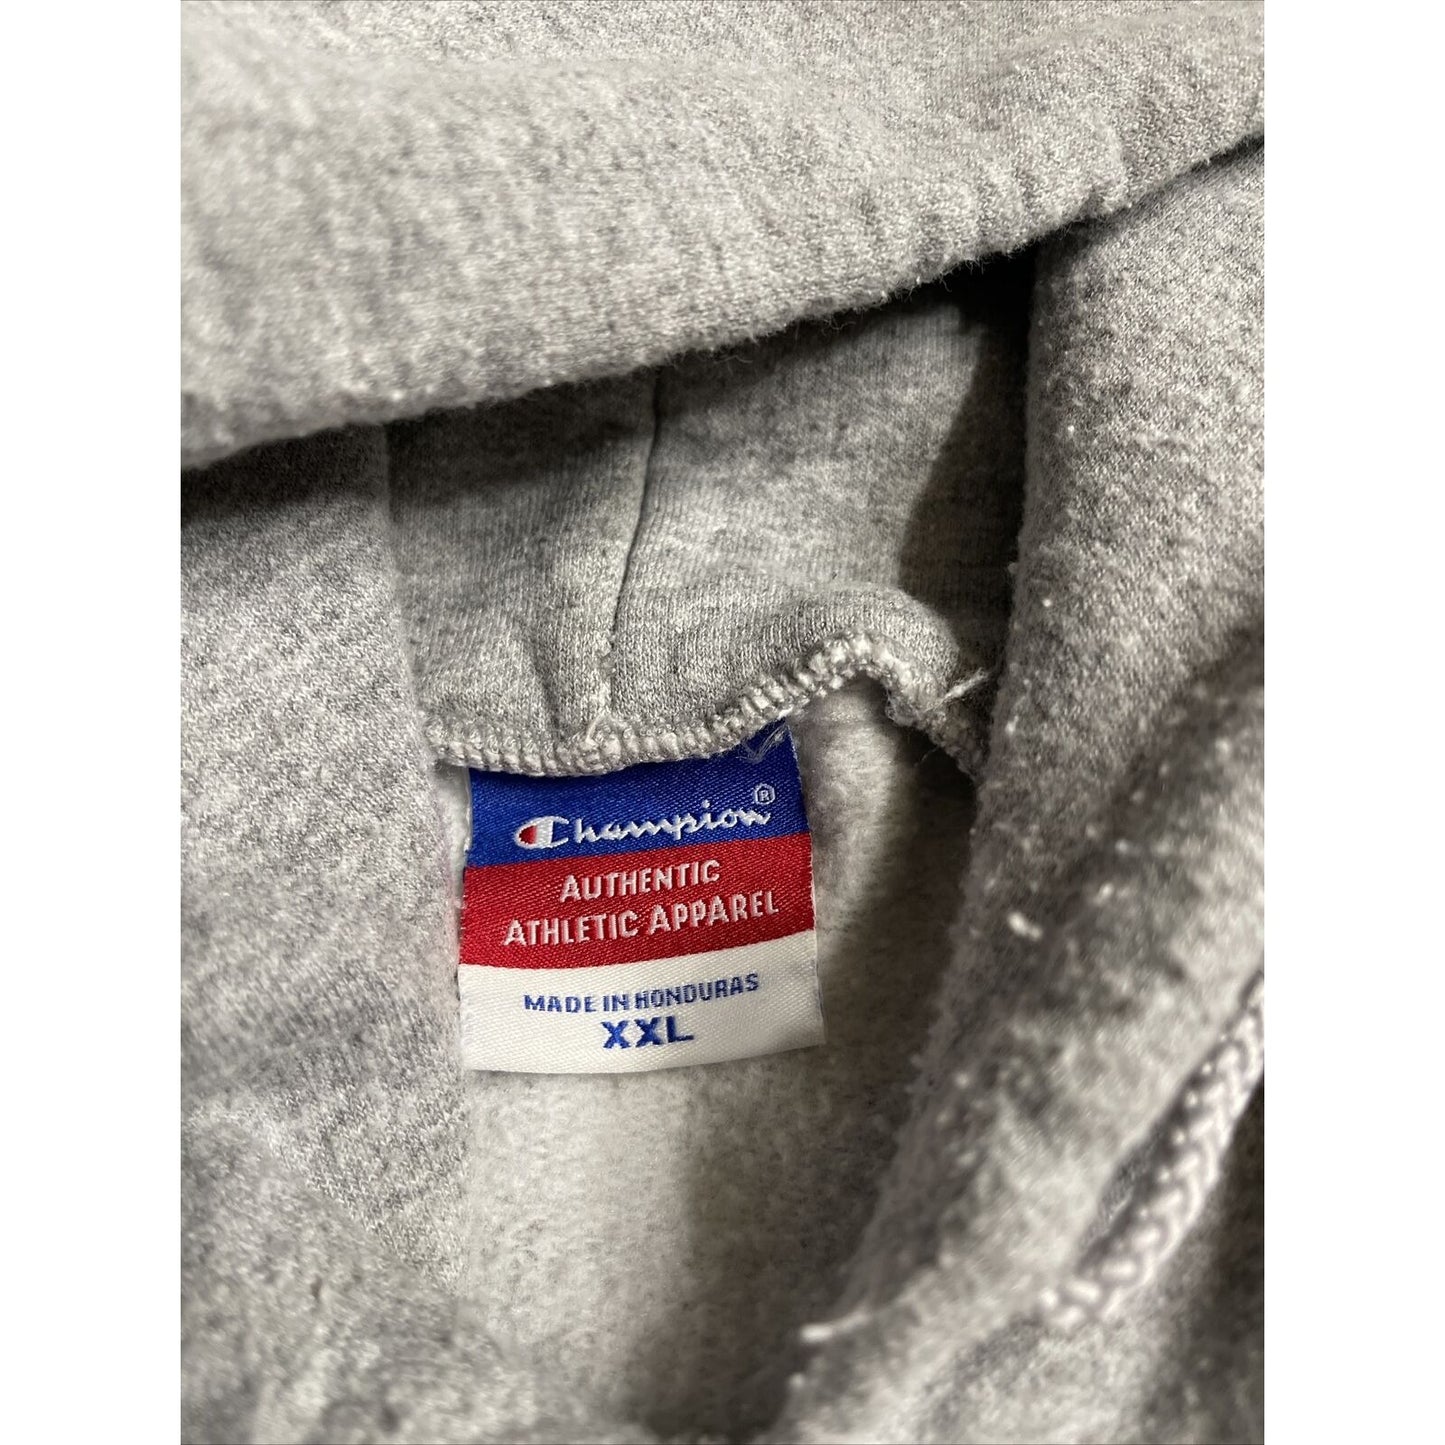 Champion®
AUTHENTIC
ATHLETIC APPAREL
MADE IN HONDURAS
XXL